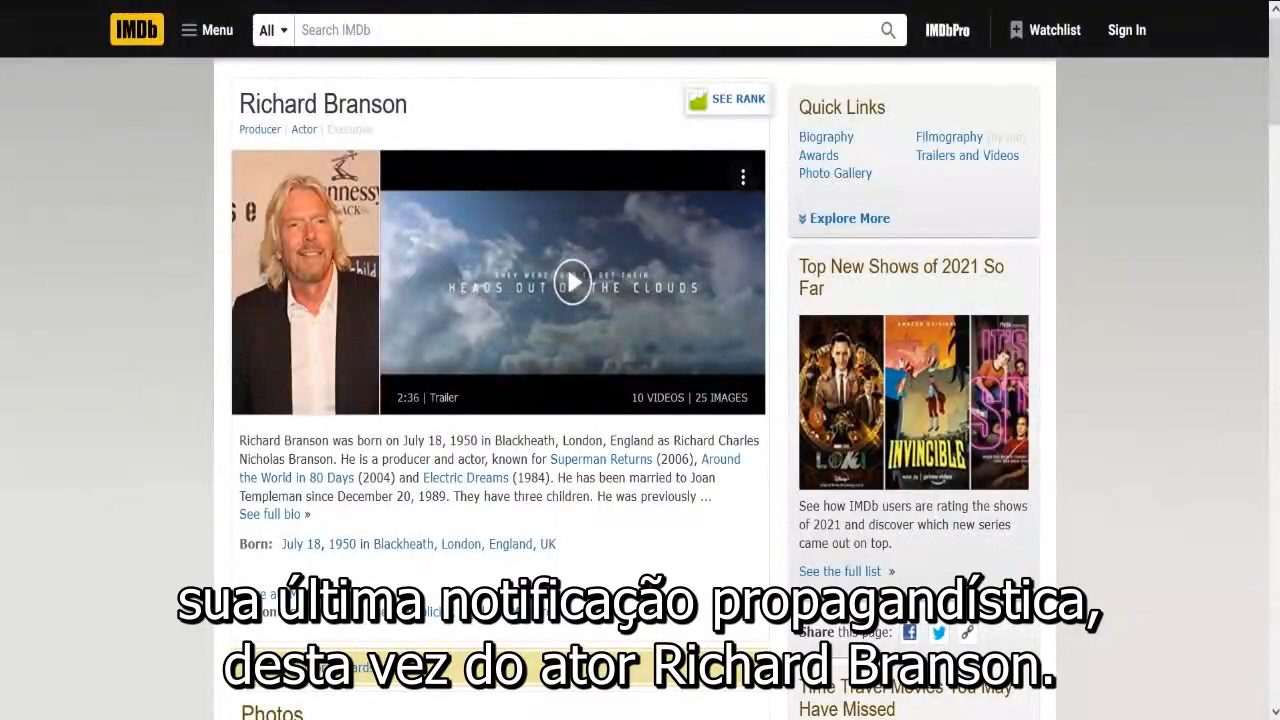 IMDb
Menu
All
Search IMDb
IMDbPro
Watchlist
Sign In
Richard Branson
SEE RANK
Producer | Actor | Executive
Quick Links
Biography
Filmography
Awards
Trailers and Videos
Photo Gallery
Explore More
HEADS OUT OF THE CLOUDS
2:36 | Trailer
10 VIDEOS | 25 IMAGES
Top New Shows of 2021 So
Far
LOKI
INVINCIBLE
Richard Branson was born on July 18, 1950 in Blackheath, London, England as Richard Charles
Nicholas Branson. He is a producer and actor, known for Superman Returns (2006), Around
the World in 80 Days (2004) and Electric Dreams (1984). He has been married to Joan
Templeman since December 20, 1989. They have three children. He was previously ...
See full bio »
Born: July 18, 1950 in Blackheath, London, England, UK
See how IMDb users are rating the shows
of 2021 and discover which new series
came out on top.
See the full list »
Share this page:
sua última notificação propagandística,
desta vez do ator Richard Branson.
Time Travel Movies You May
Have Missed
Photos